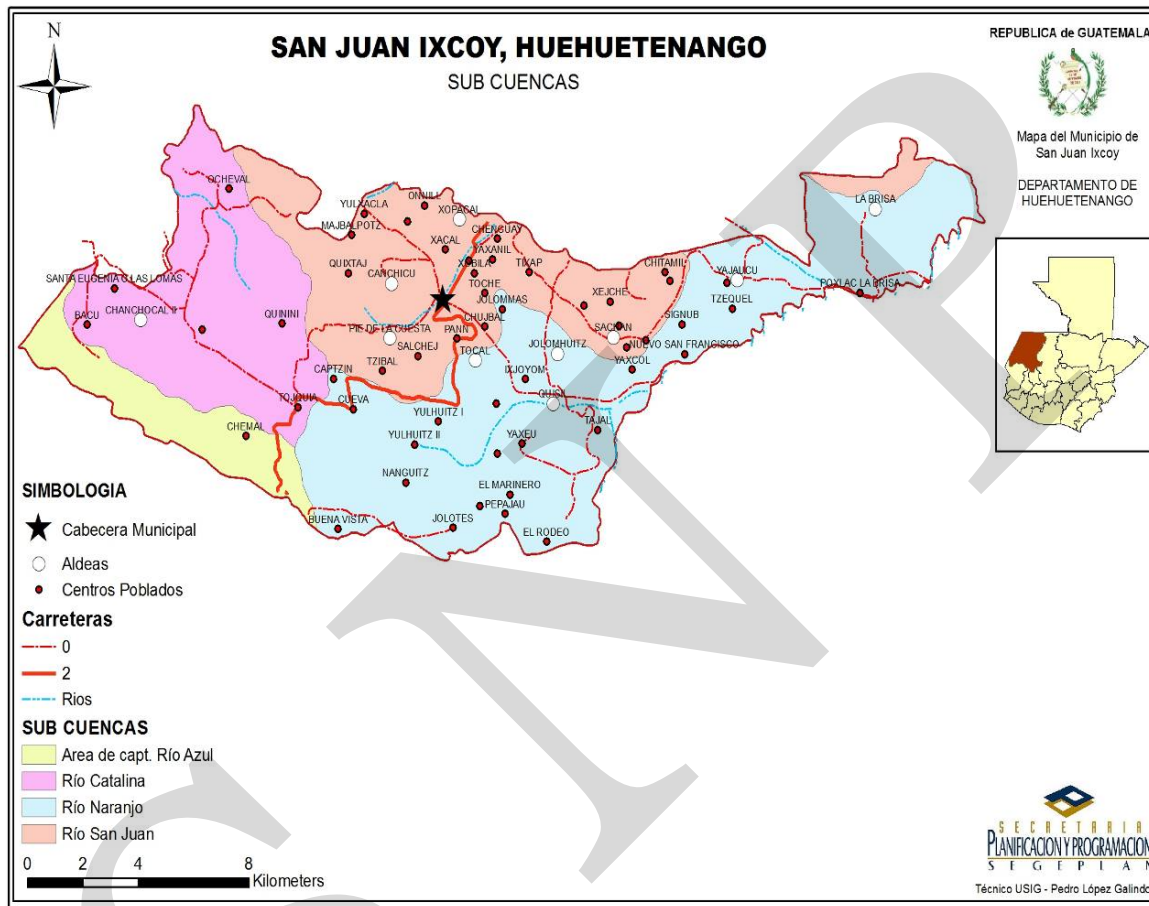 N
SAN JUAN IXCOY, HUEHUETENANGO
SUB CUENCAS
REPUBLICA de GUATEMALA
Mapa del Municipio de
San Juan Ixcoy
DEPARTAMENTO DE
HUEHUETENANGO
OCHEVAL
YULXACLA
ONNILL
XOPACAL
MAJBALPOTZ
CHENGUAY
XACAL
YAXANIL
QUIXTAJ
CANCHICU
TIXAP
TOCHE
JOLOMMAS
CHUJBAL
PANN
TOCAL
SANTA EUGENIA O LAS LOMAS
CHANCHOCAL II
BACU
QUININI
PIE DE LA CUESTA
SALCHEJ
TZIBAL
CAPTZIN
CUEVA
TOJQUIA
CHEMAL
LA BRISA
CHITAMIL
YAJAUCU
POXLAC LA BRISA
XEJCHE
TZEQUEL
SIGNUB
JOLOMHUITZ
NUEVO SAN FRANCISCO
YAXCOL
IXJOYOM
QUISIL
TAJAL
YULHUITZ I
YULHUITZ II
YAXEU
NANGUITZ
EL MARINERO
PEPAJAU
BUENA VISTA
JOLOTES
EL RODEO
SIMBOLOGIA
Cabecera Municipal
Aldeas
Centros Poblados
Carreteras
0
2
Rios
SUB CUENCAS
Area de capt. Río Azul
Río Catalina
Río Naranjo
Río San Juan
0 2 4 8
Kilometers
SECRETARIA
PLANIFICACION Y PROGRAMACION
SEGEPLAN
Técnico USIG - Pedro López Galindo